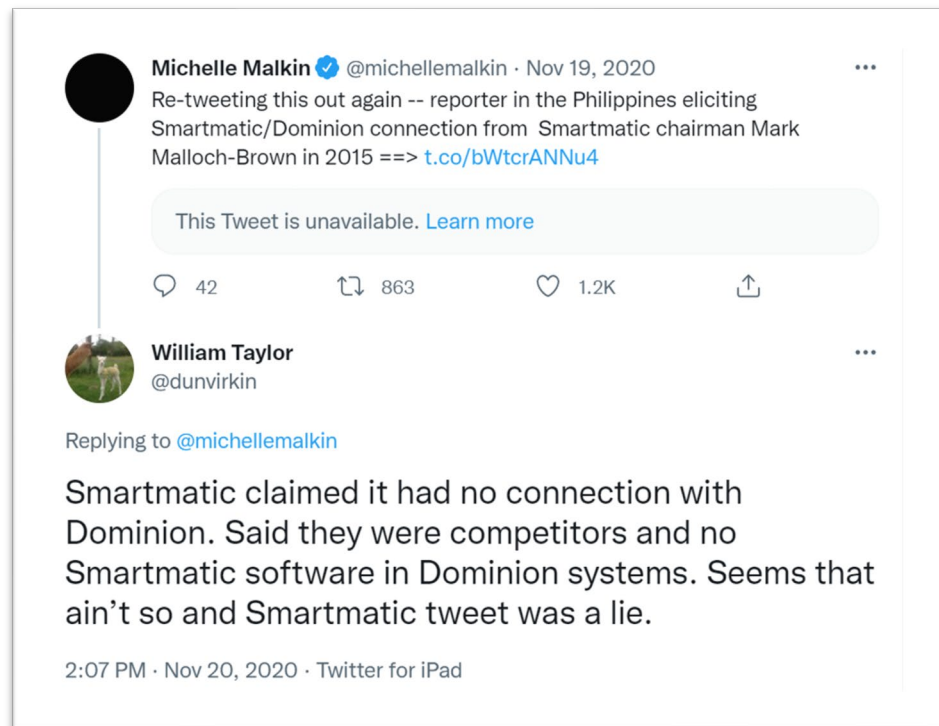 Michelle Malkin @michellemalkin · Nov 19, 2020
Re-tweeting this out again -- reporter in the Philippines eliciting
Smartmatic/Dominion connection from Smartmatic chairman Mark
Malloch-Brown in 2015 ==> t.co/bWtcrANNu4
This Tweet is unavailable. Learn more
42 863 1.2K
William Taylor
@dunvirkin
Replying to @michellemalkin
Smartmatic claimed it had no connection with
Dominion. Said they were competitors and no
Smartmatic software in Dominion systems. Seems that
ain’t so and Smartmatic tweet was a lie.
2:07 PM · Nov 20, 2020 · Twitter for iPad